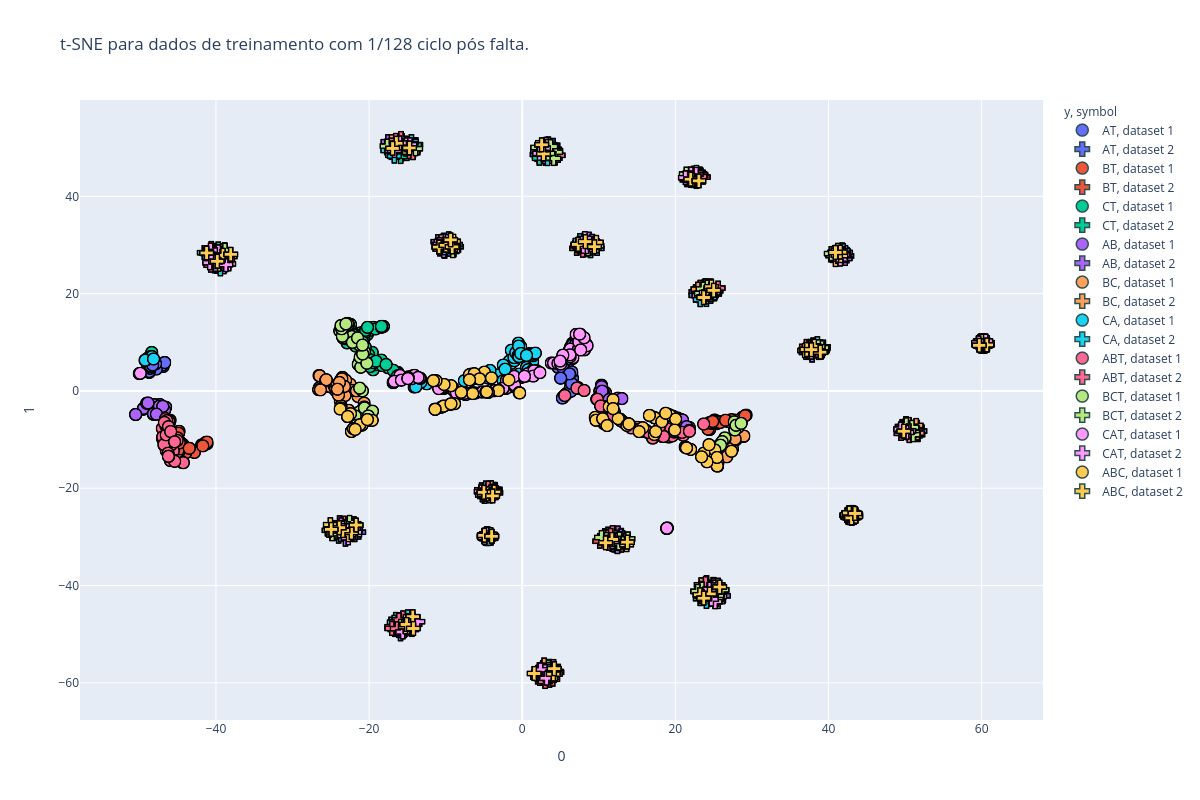 t-SNE para dados de treinamento com 1/128 ciclo pós falta.
y, symbol
AT, dataset 1
AT, dataset 2
BT, dataset 1
BT, dataset 2
CT, dataset 1
CT, dataset 2
AB, dataset 1
AB, dataset 2
BC, dataset 1
BC, dataset 2
CA, dataset 1
CA, dataset 2
ABT, dataset 1
ABT, dataset 2
BCT, dataset 1
BCT, dataset 2
CAT, dataset 1
CAT, dataset 2
ABC, dataset 1
ABC, dataset 2
40
20
0
−20
−40
−60
1
−40
−20
0
20
40
60
0